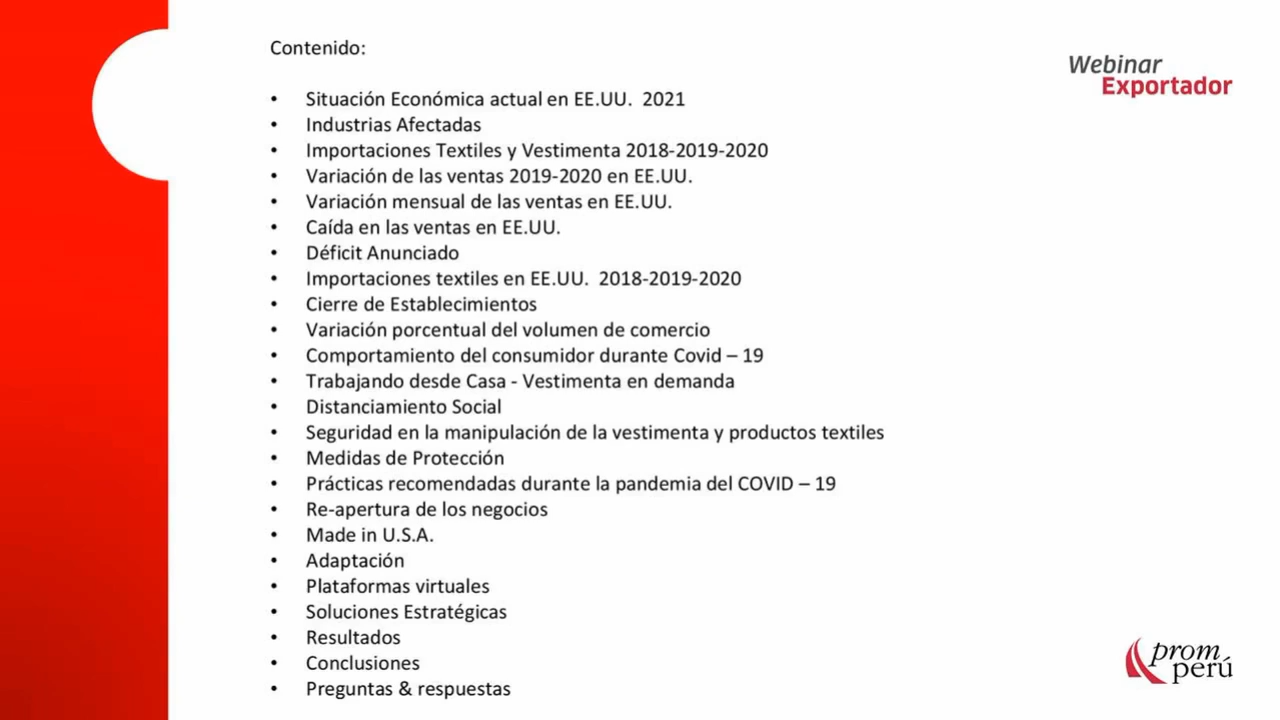 Contenido:
Webinar
Exportador
• Situación Económica actual en EE.UU.  2021
• Industrias Afectadas
• Importaciones Textiles y Vestimenta 2018-2019-2020
• Variación de las ventas 2019-2020 en EE.UU.
• Variación mensual de las ventas en EE.UU.
• Caída en las ventas en EE.UU.
• Déficit Anunciado
• Importaciones textiles en EE.UU.  2018-2019-2020
• Cierre de Establecimientos
• Variación porcentual del volumen de comercio
• Comportamiento del consumidor durante Covid – 19
• Trabajando desde Casa - Vestimenta en demanda
• Distanciamiento Social
• Seguridad en la manipulación de la vestimenta y productos textiles
• Medidas de Protección
• Prácticas recomendadas durante la pandemia del COVID – 19
• Re-apertura de los negocios
• Made in U.S.A.
• Adaptación
• Plataformas virtuales
• Soluciones Estratégicas
• Resultados
• Conclusiones
• Preguntas & respuestas
prom
perú